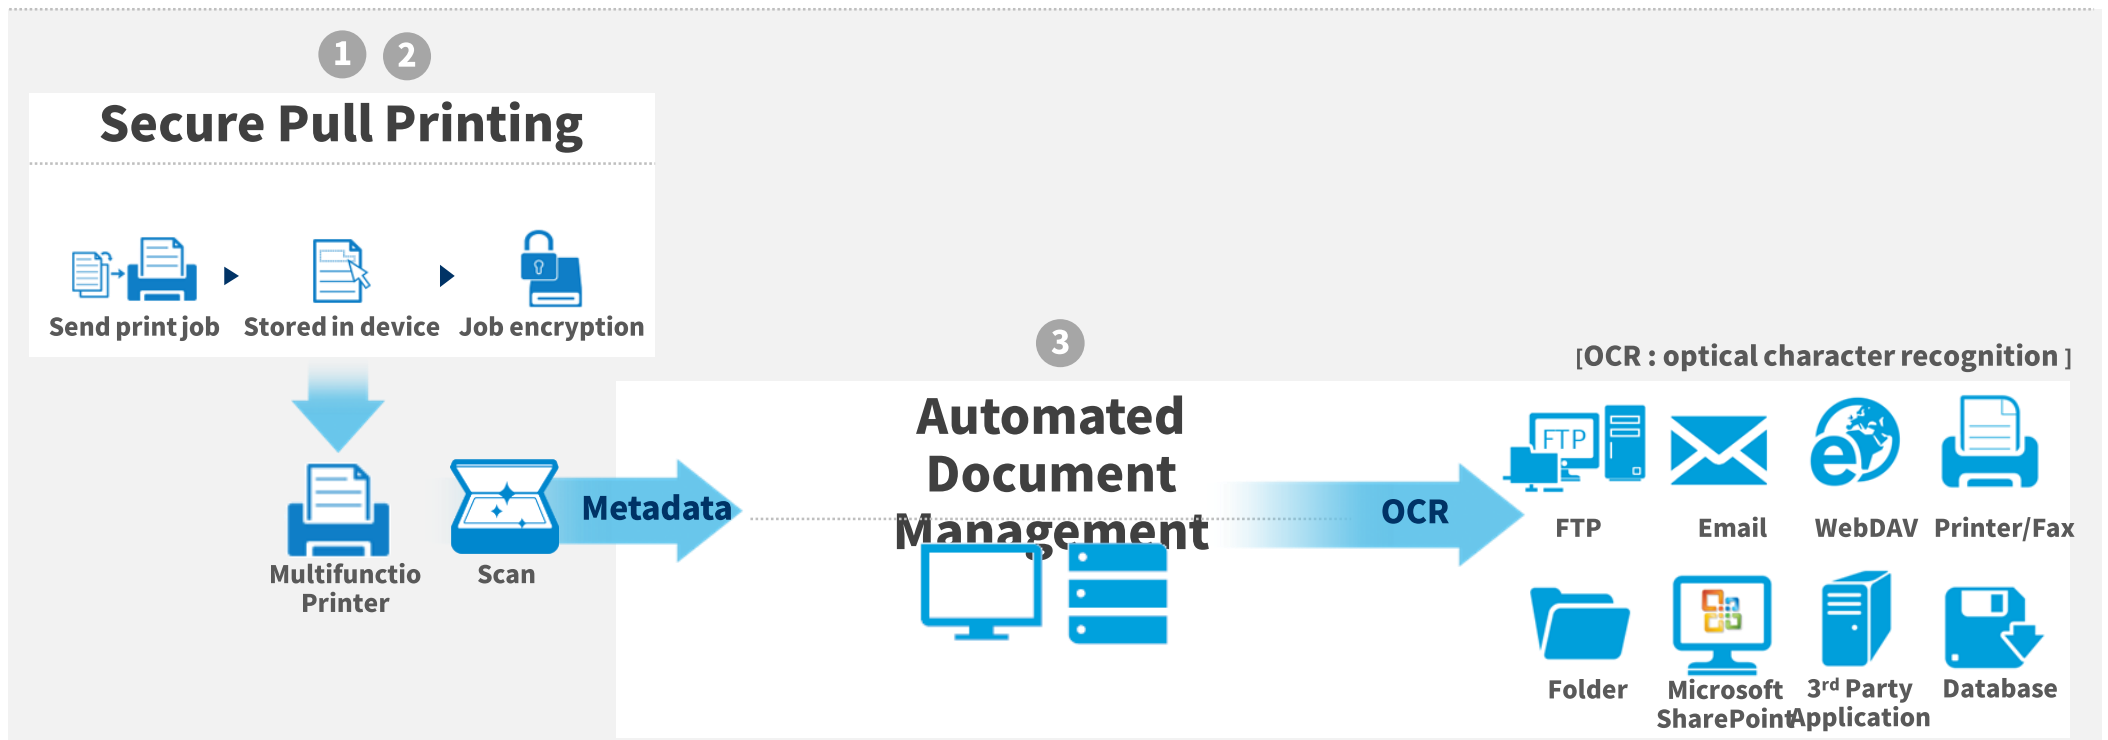 1 2
Secure Pull Printing
Send print job
Stored in device
Job encryption
3
[OCR : optical character recognition ]
Automated
Document
Management
Multifunctio
Printer
Scan
Metadata
OCR
FTP
FTP
Email
WebDAV
Printer/Fax
Folder
Microsoft
SharePoint
3rd Party
Application
Database